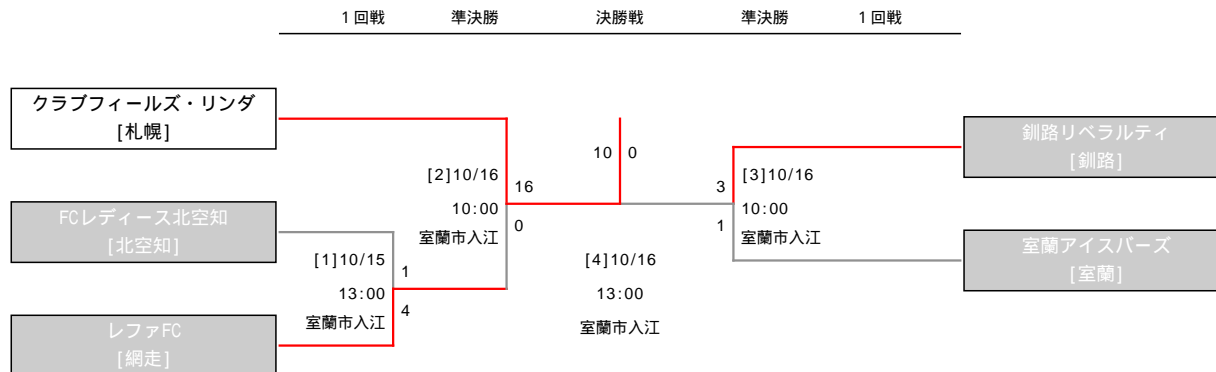 1回戦 準決勝 決勝戦 準決勝 1回戦
クラブフィールズ・リンダ
[札幌]
FCレディース北空知
[北空知]
レファFC
[網走]
[1]10/15
13:00
室蘭市入江
1
4
[2]10/16
10:00
室蘭市入江
16
0
10 0
[4]10/16
13:00
室蘭市入江
3
1
[3]10/16
10:00
室蘭市入江
釧路リベラルティ
[釧路]
室蘭アイスバーズ
[室蘭]